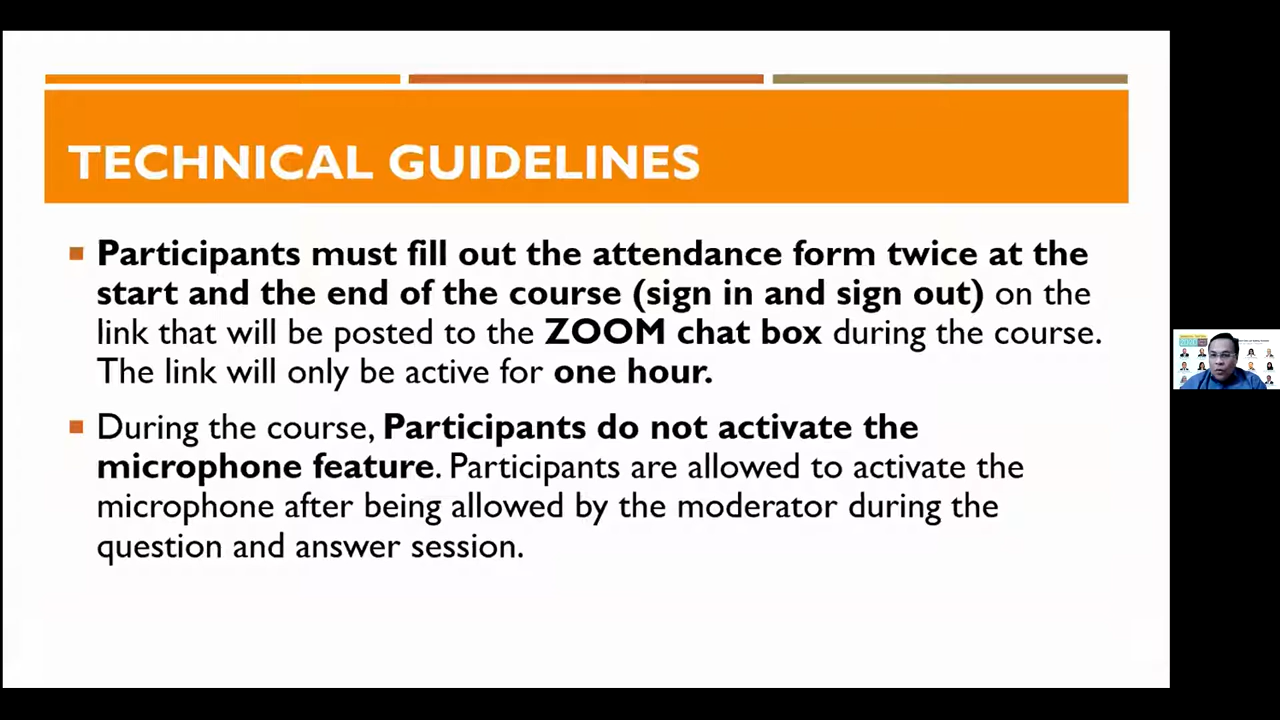 TECHNICAL GUIDELINES
Participants must fill out the attendance form twice at the
start and the end of the course (sign in and sign out) on the
link that will be posted to the ZOOM chat box during the course.
The link will only be active for one hour.
During the course, Participants do not activate the
microphone feature. Participants are allowed to activate the
microphone after being allowed by the moderator during the
question and answer session.